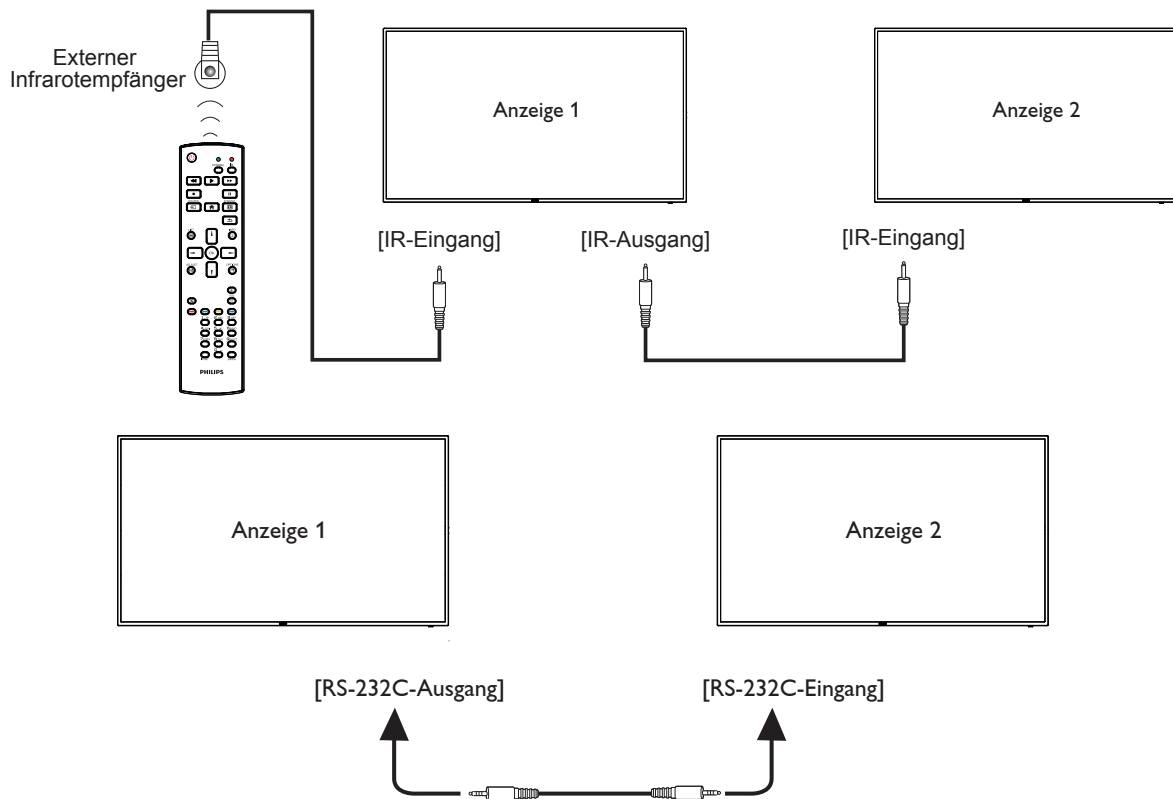 Externer
Infrarotempfänger
Anzeige 1
Anzeige 2
[IR-Eingang]
[IR-Ausgang]
[IR-Eingang]
PHILIPS
Anzeige 1
Anzeige 2
[RS-232C-Ausgang]
[RS-232C-Eingang]